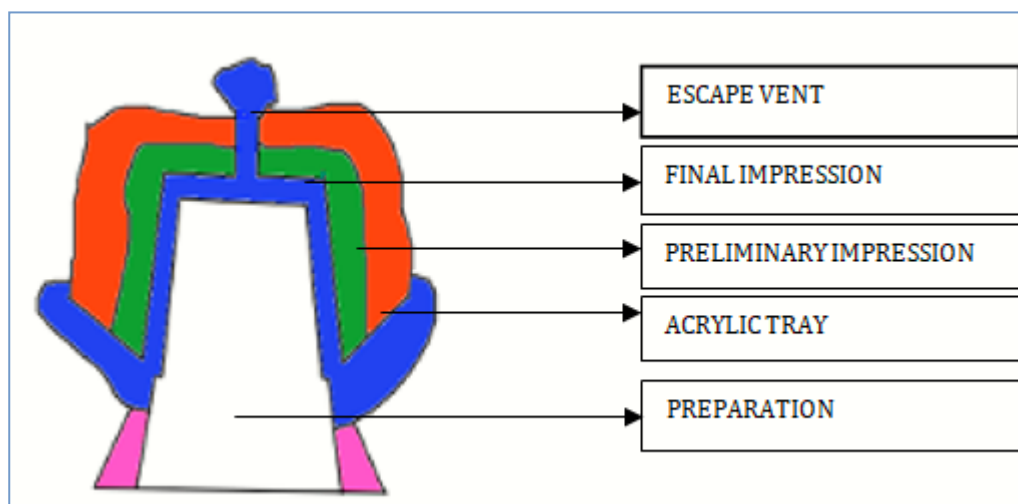 ESCAPE VENT
FINAL IMPRESSION
PRELIMINARY IMPRESSION
ACRYLIC TRAY
PREPARATION